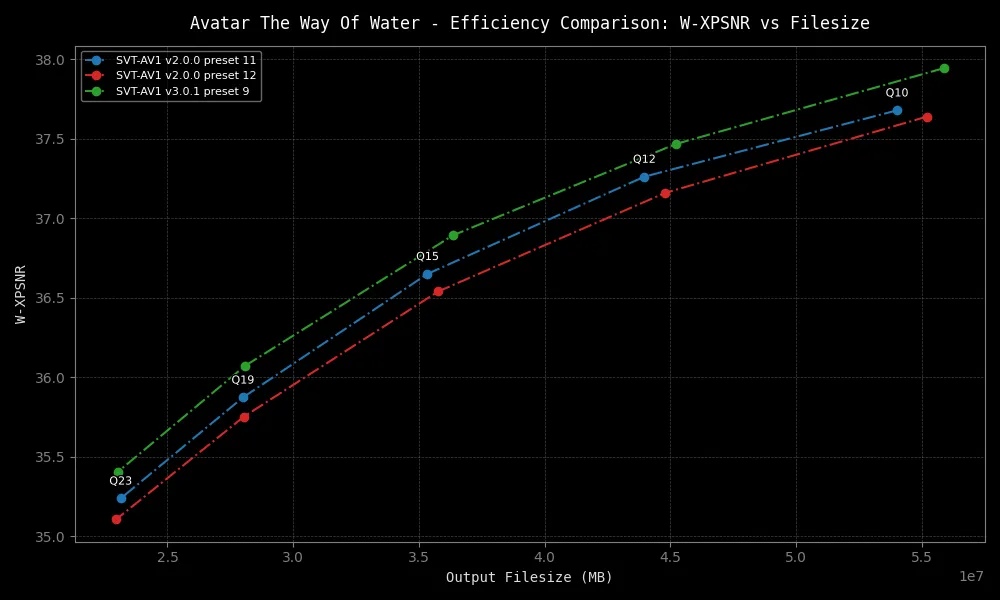 Avatar The Way Of Water - Efficiency Comparison: W-XPSNR vs Filesize
SVT-AV1 v2.0.0 preset 11
SVT-AV1 v2.0.0 preset 12
SVT-AV1 v3.0.1 preset 9
38.0
37.5
37.0
36.5
36.0
35.5
35.0
W-XPSNR
Q10
Q12
Q15
Q19
Q23
2.5
3.0
3.5
4.0
4.5
5.0
5.5
1e7
Output Filesize (MB)